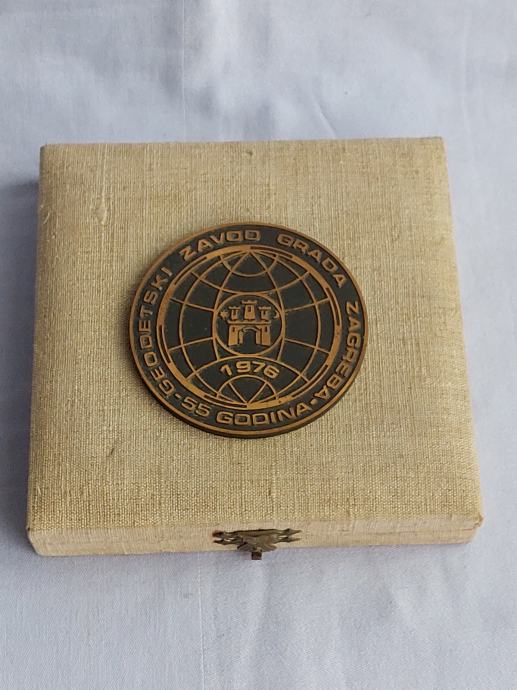 GEODETSKI ZAVOD GRADA ZAGREBA
55 GODINA
1976